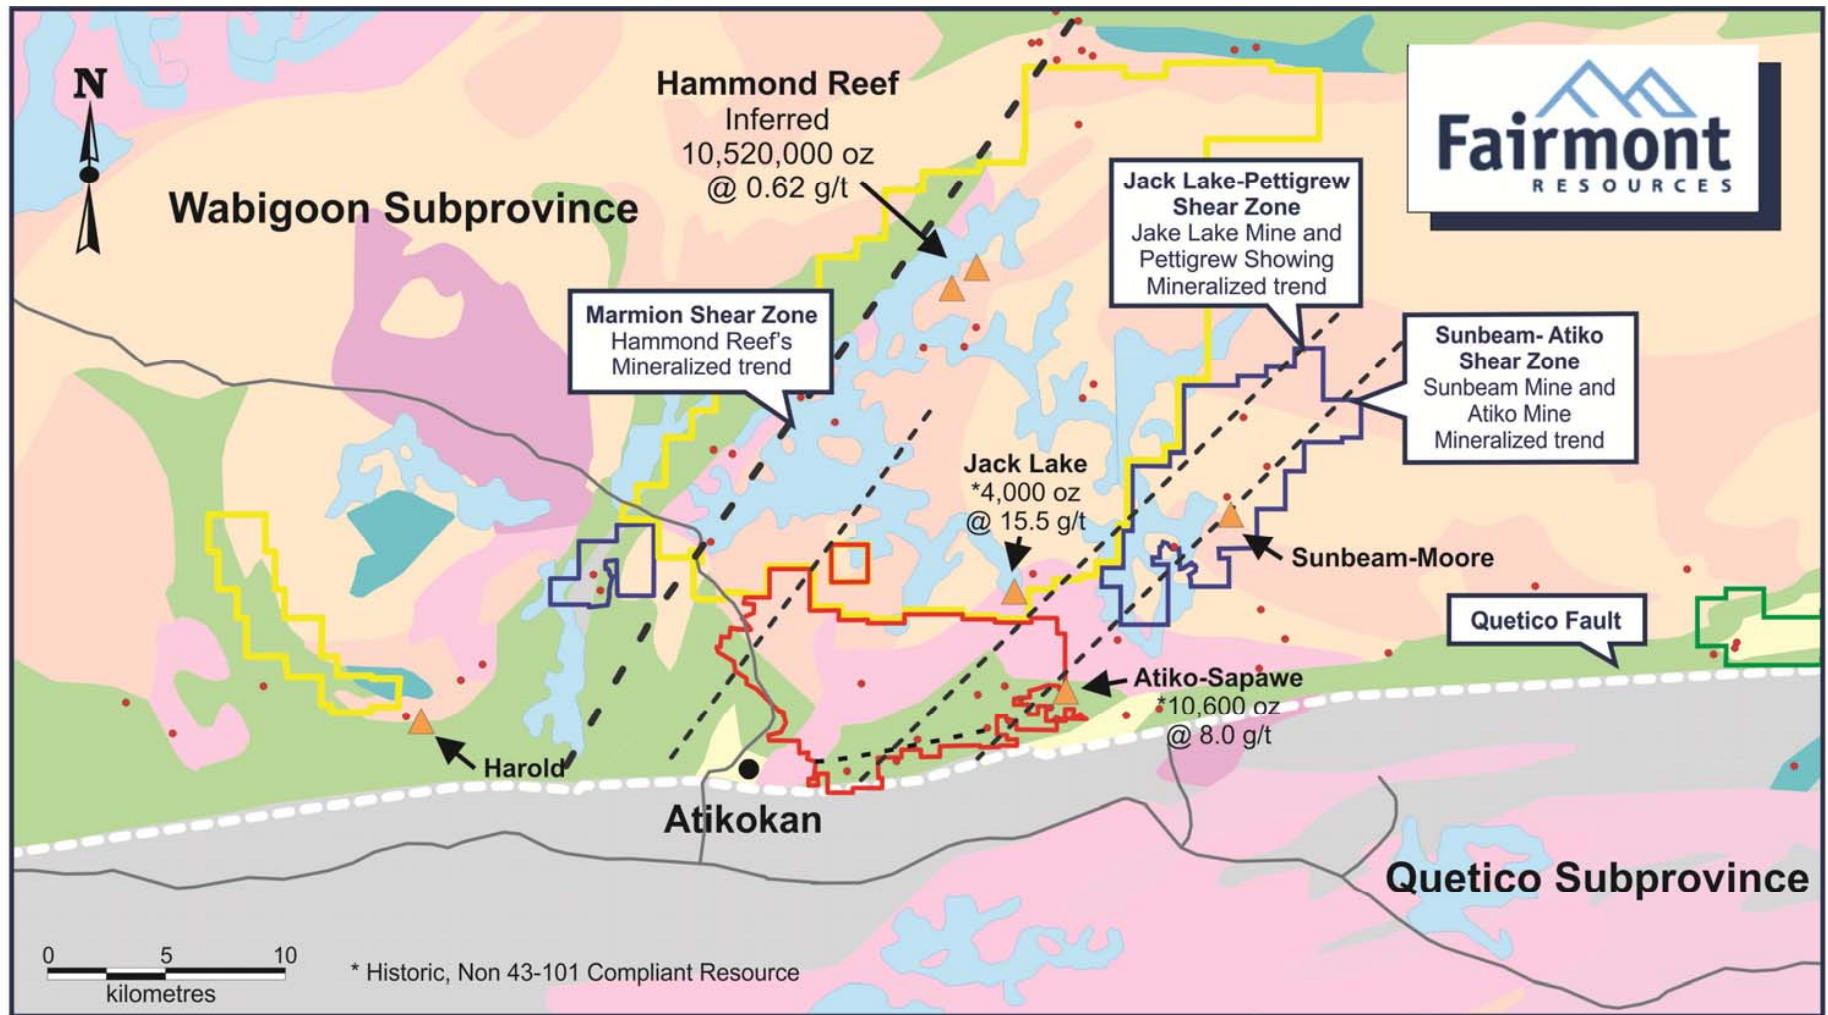 N
Hammond Reef
Inferred
10,520,000 oz
@ 0.62 g/t
Fairmont
RESOURCES
Wabigoon Subprovince
Jack Lake-Pettigrew
Shear Zone
Jake Lake Mine and
Pettigrew Showing
Mineralized trend
Marmion Shear Zone
Hammond Reef's
Mineralized trend
Sunbeam- Atiko
Shear Zone
Sunbeam Mine and
Atiko Mine
Mineralized trend
Jack Lake
*4,000 oz
@ 15.5 g/t
Sunbeam-Moore
Quetico Fault
Atiko-Sapawe
*10,600 oz
@ 8.0 g/t
Harold
Atikokan
Quetico Subprovince
0 5 10
kilometres
* Historic, Non 43-101 Compliant Resource